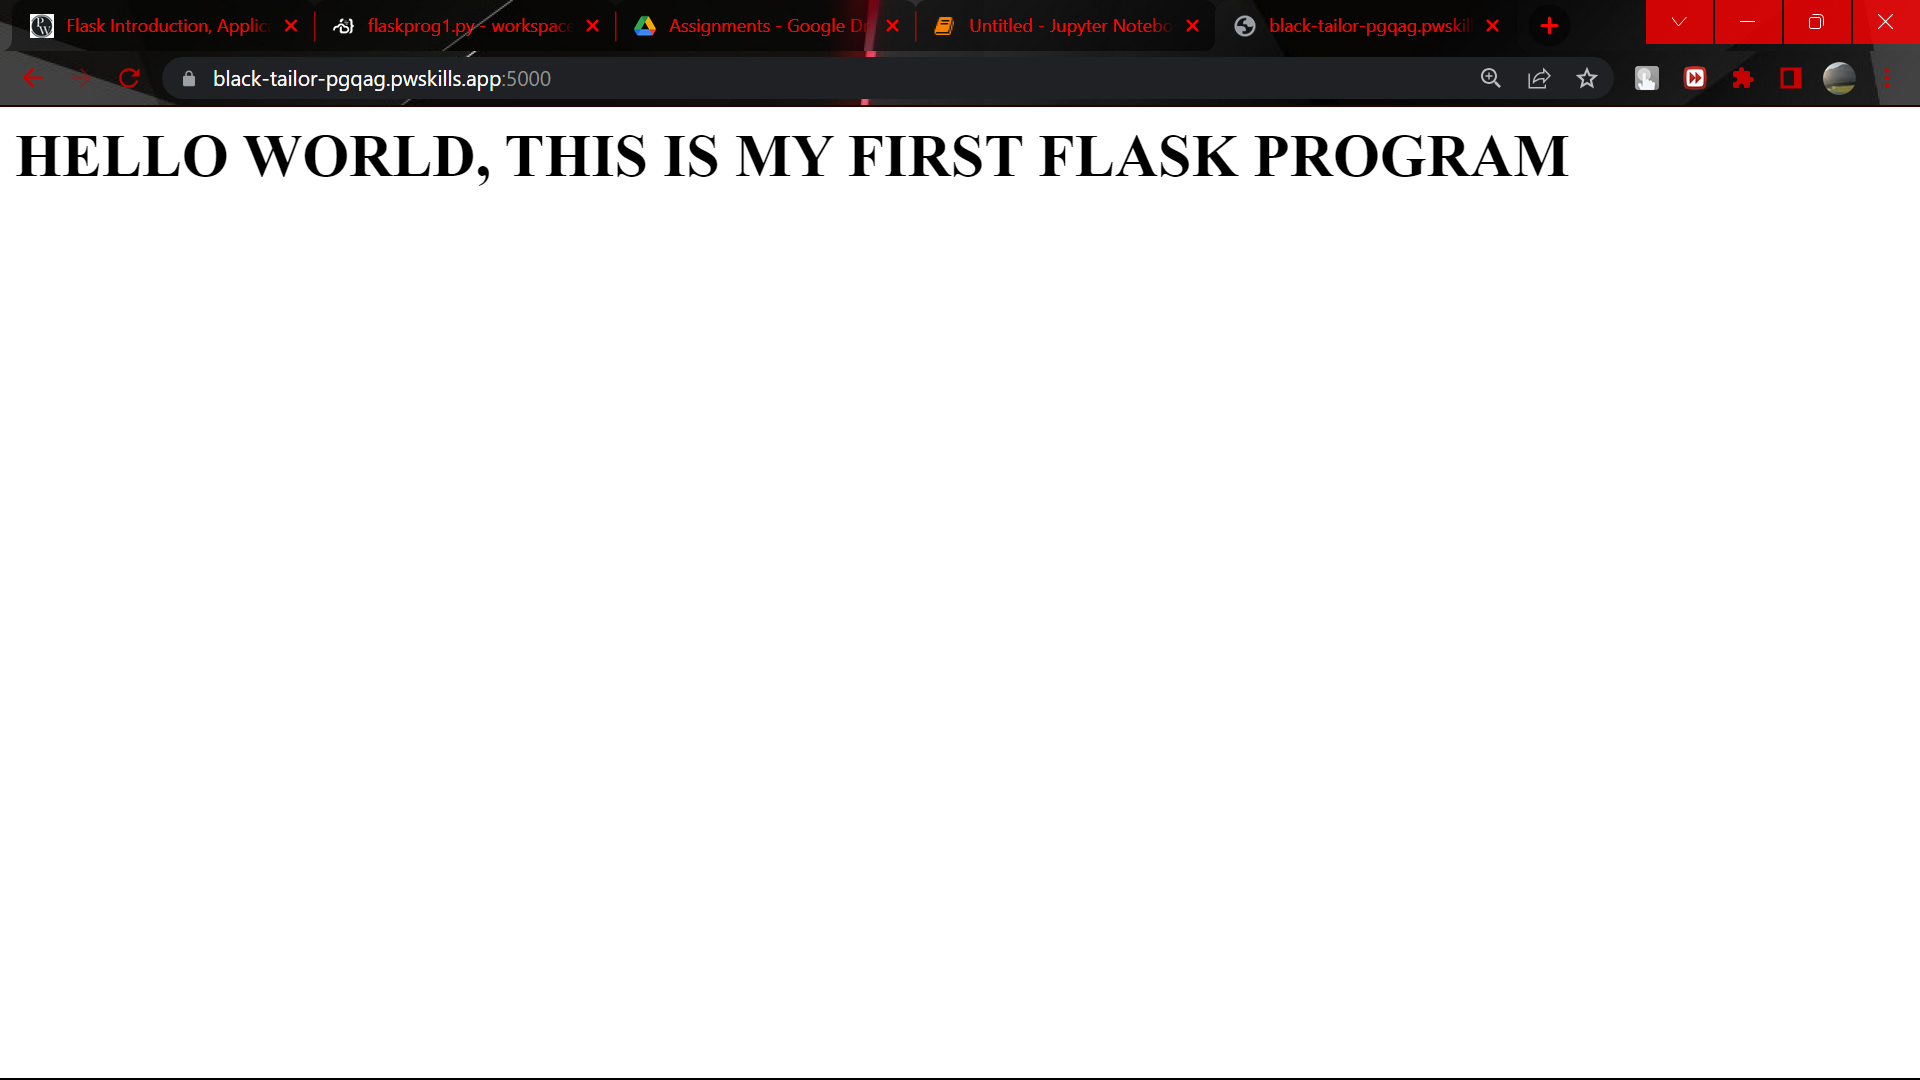 Flask Introduction, Applic
flaskprog1.py - workspace
Assignments - Google Dr
Untitled - Jupyter Notebo
black-tailor-pgqag.pwskill
black-tailor-pgqag.pwskills.app:5000
HELLO WORLD, THIS IS MY FIRST FLASK PROGRAM